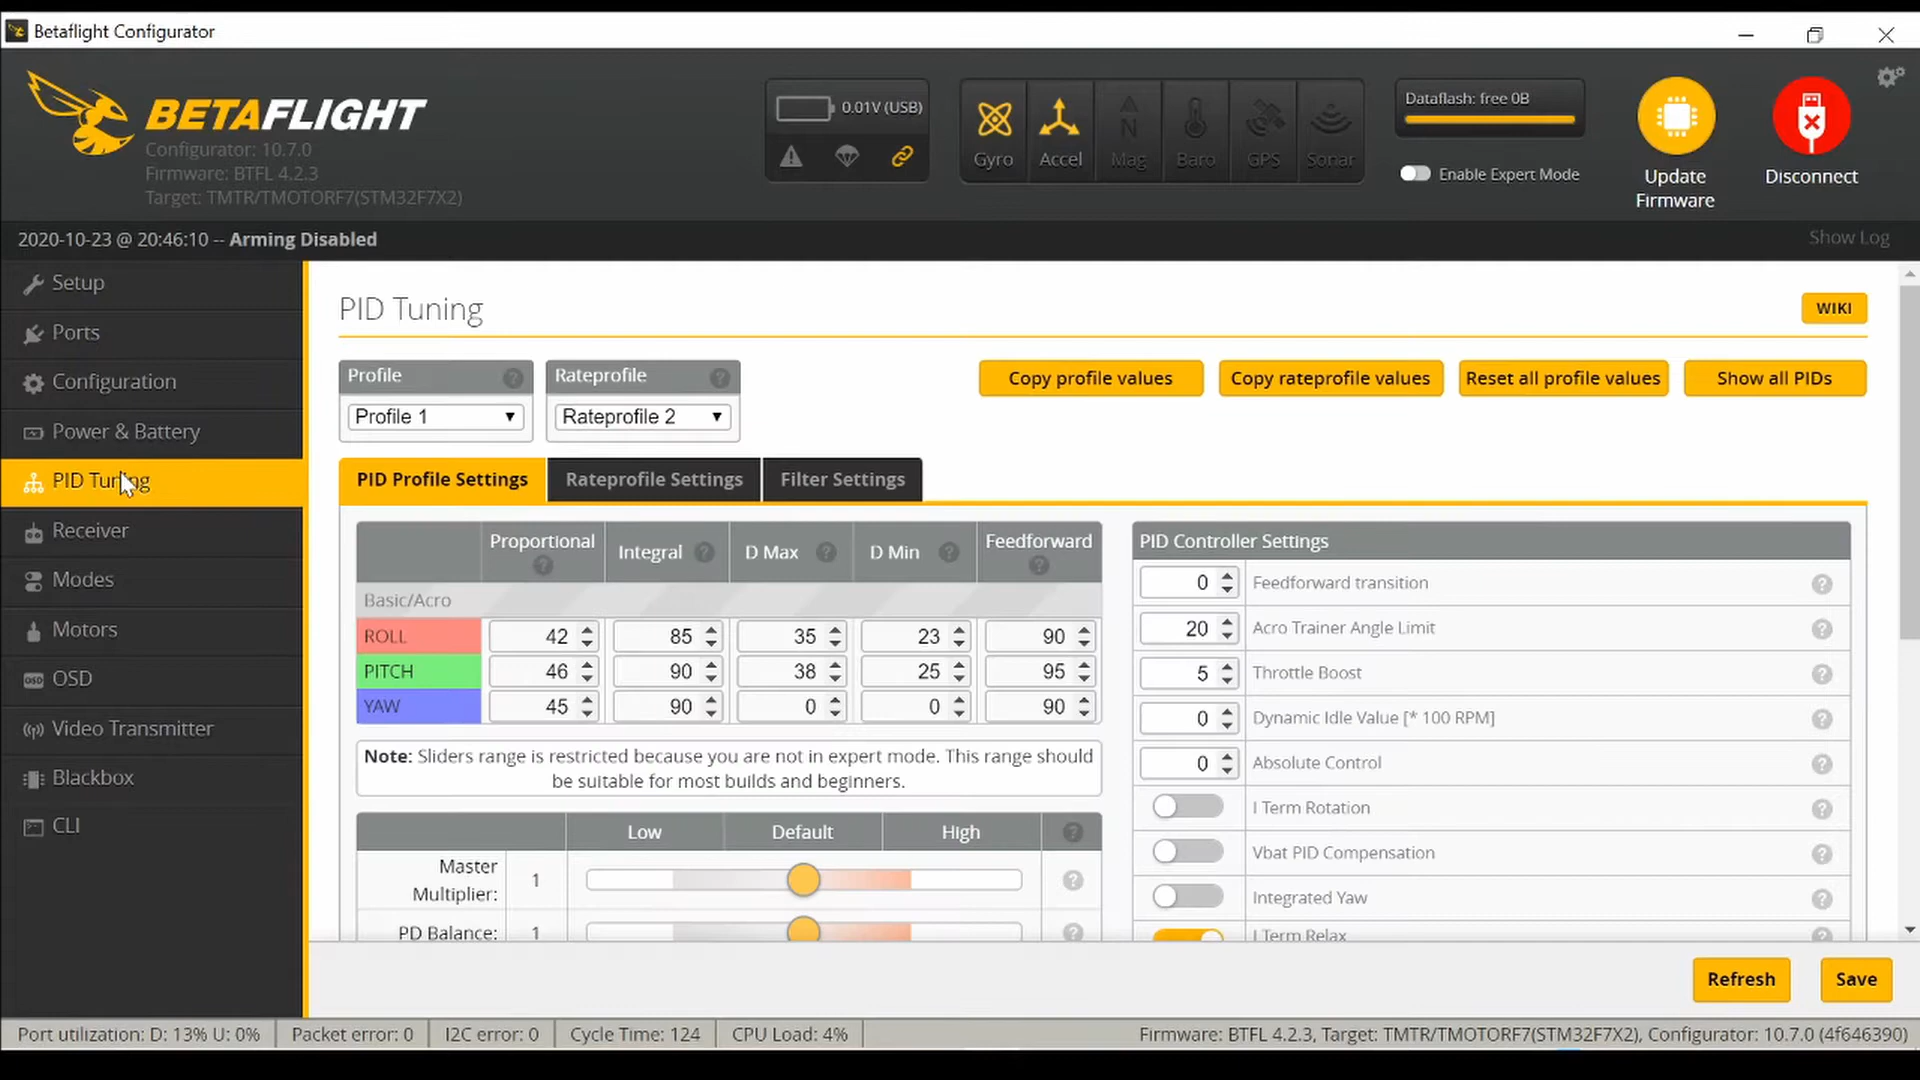 Betaflight Configurator
BETAFLIGHT
Configurator: 10.7.0
Firmware: BTFL 4.2.3
Target: TMTR/TMOTORF7(STM32F7X2)
0.01V (USB)
Gyro
Accel
Mag
Baro
GPS
Sonar
Dataflash: free 0B
Enable Expert Mode
Update
Firmware
Disconnect
2020-10-23 @ 20:46:10 -- Arming Disabled
Show Log
Setup
Ports
Configuration
Power & Battery
PID Tuning
Receiver
Modes
Motors
OSD
OSD
Video Transmitter
Blackbox
CLI
PID Tuning
WIKI
Profile ?
Profile 1
Rateprofile ?
Rateprofile 2
Copy profile values
Copy rateprofile values
Reset all profile values
Show all PIDs
PID Profile Settings
Rateprofile Settings
Filter Settings
Proportional ? Integral ? D Max ? D Min ? Feedforward ?
Basic/Acro
ROLL 42 85 35 23 90
PITCH 46 90 38 25 95
YAW 45 90 0 0 90
Note: Sliders range is restricted because you are not in expert mode. This range should
be suitable for most builds and beginners.
Low Default High ?
Master
Multiplier: 1 ?
PD Balance: 1 ?
PID Controller Settings
0 Feedforward transition ?
20 Acro Trainer Angle Limit ?
5 Throttle Boost ?
0 Dynamic Idle Value [* 100 RPM] ?
0 Absolute Control ?
I Term Rotation ?
Vbat PID Compensation ?
Integrated Yaw ?
I Term Relax ?
Refresh
Save
Port utilization: D: 13% U: 0%
Packet error: 0
I2C error: 0
Cycle Time: 124
CPU Load: 4%
Firmware: BTFL 4.2.3, Target: TMTR/TMOTORF7(STM32F7X2), Configurator: 10.7.0 (4f646390)